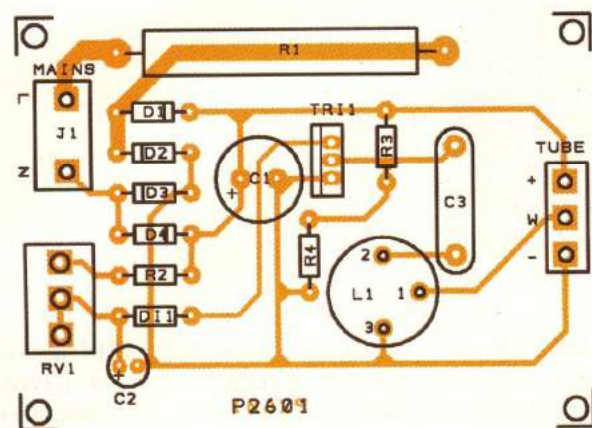 R1
MAINS
L
J1
N
D1
D2
D3
D4
R2
DI1
TRI1
+
C1
R3
R4
C3
TUBE
+
W
-
2
L1
1
3
RV1
+
C2
P2601